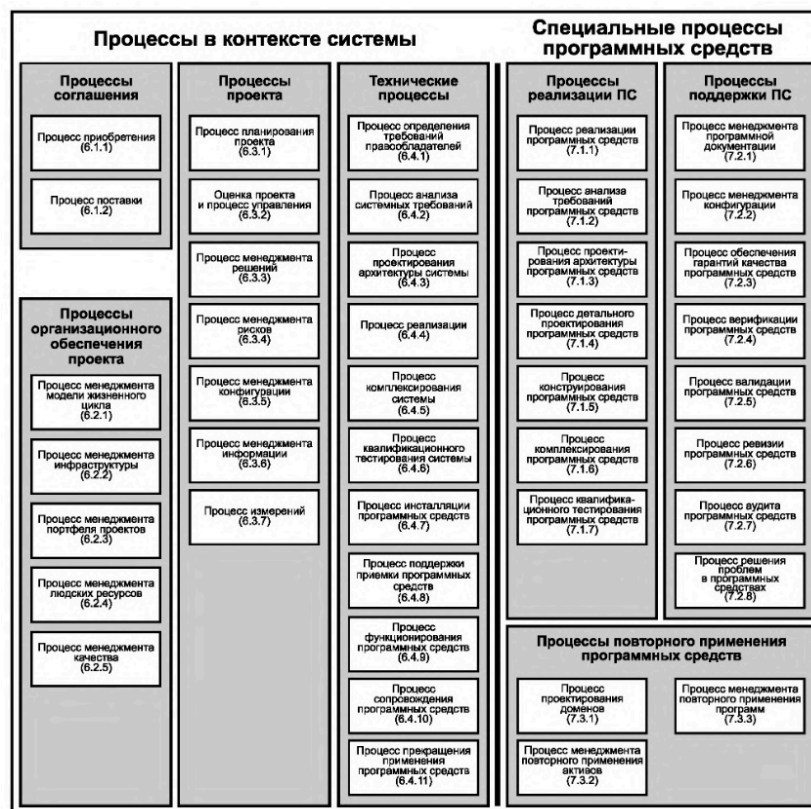 Процессы в контексте системы
Специальные процессы
программных средств
Процессы
соглашения
Процесс приобретения
(6.1.1)
Процесс поставки
(6.1.2)
Процессы
организационного
обеспечения
проекта
Процесс менеджмента
модели жизненного
цикла
(6.2.1)
Процесс менеджмента
инфраструктуры
(6.2.2)
Процесс менеджмента
портфеля проектов
(6.2.3)
Процесс менеджмента
людских ресурсов
(6.2.4)
Процесс менеджмента
качества
(6.2.5)
Процессы
проекта
Процесс планирования
проекта
(6.3.1)
Оценка проекта
и процесс управления
(6.3.2)
Процесс менеджмента
решений
(6.3.3)
Процесс менеджмента
рисков
(6.3.4)
Процесс менеджмента
конфигурации
(6.3.5)
Процесс менеджмента
информации
(6.3.6)
Процесс измерений
(6.3.7)
Технические
процессы
Процесс определения
требований
правообладателей
(6.4.1)
Процесс анализа
системных требований
(6.4.2)
Процесс
проектирования
архитектуры системы
(6.4.3)
Процесс реализации
(6.4.4)
Процесс
комплексирования
системы
(6.4.5)
Процесс
квалификационного
тестирования системы
(6.4.6)
Процесс инсталляции
программных средств
(6.4.7)
Процесс поддержки
приемки программных
средств
(6.4.8)
Процесс
функционирования
программных средств
(6.4.9)
Процесс
сопровождения
программных средств
(6.4.10)
Процесс прекращения
применения
программных средств
(6.4.11)
Процессы
реализации ПС
Процесс реализации
программных средств
(7.1.1)
Процесс анализа
требований
программных средств
(7.1.2)
Процесс проекти-
рования архитектуры
программных средств
(7.1.3)
Процесс детального
проектирования
программных средств
(7.1.4)
Процесс
конструирования
программных средств
(7.1.5)
Процесс
комплексирования
программных средств
(7.1.6)
Процесс квалифика-
ционного тестирования
программных средств
(7.1.7)
Процессы
поддержки ПС
Процесс менеджмента
программной
документации
(7.2.1)
Процесс менеджмента
конфигурации
(7.2.2)
Процесс обеспечения
гарантий качества
программных средств
(7.2.3)
Процесс верификации
программных средств
(7.2.4)
Процесс валидации
программных средств
(7.2.5)
Процесс ревизии
программных средств
(7.2.6)
Процесс аудита
программных средств
(7.2.7)
Процесс решения
проблем
в программных
средствах
(7.2.8)
Процессы повторного применения
программных средств
Процесс
проектирования
доменов
(7.3.1)
Процесс менеджмента
повторного применения
активов
(7.3.2)
Процесс менеджмента
повторного применения
программ
(7.3.3)